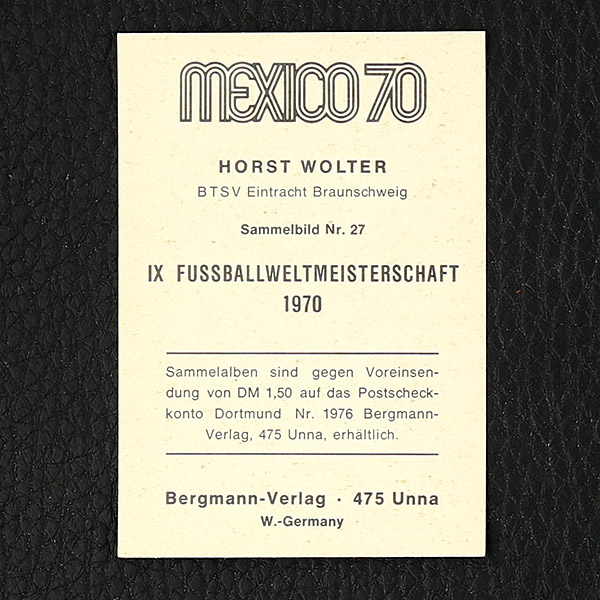 MEXICO 70
HORST WOLTER
BTSV Eintracht Braunschweig
Sammelbild Nr. 27
IX FUSSBALLWELTMEISTERSCHAFT
1970
Sammelalben sind gegen Voreinsen-
dung von DM 1,50 auf das Postscheck-
konto Dortmund Nr. 1976 Bergmann-
Verlag, 475 Unna, erhältlich.
Bergmann-Verlag · 475 Unna
W.-Germany